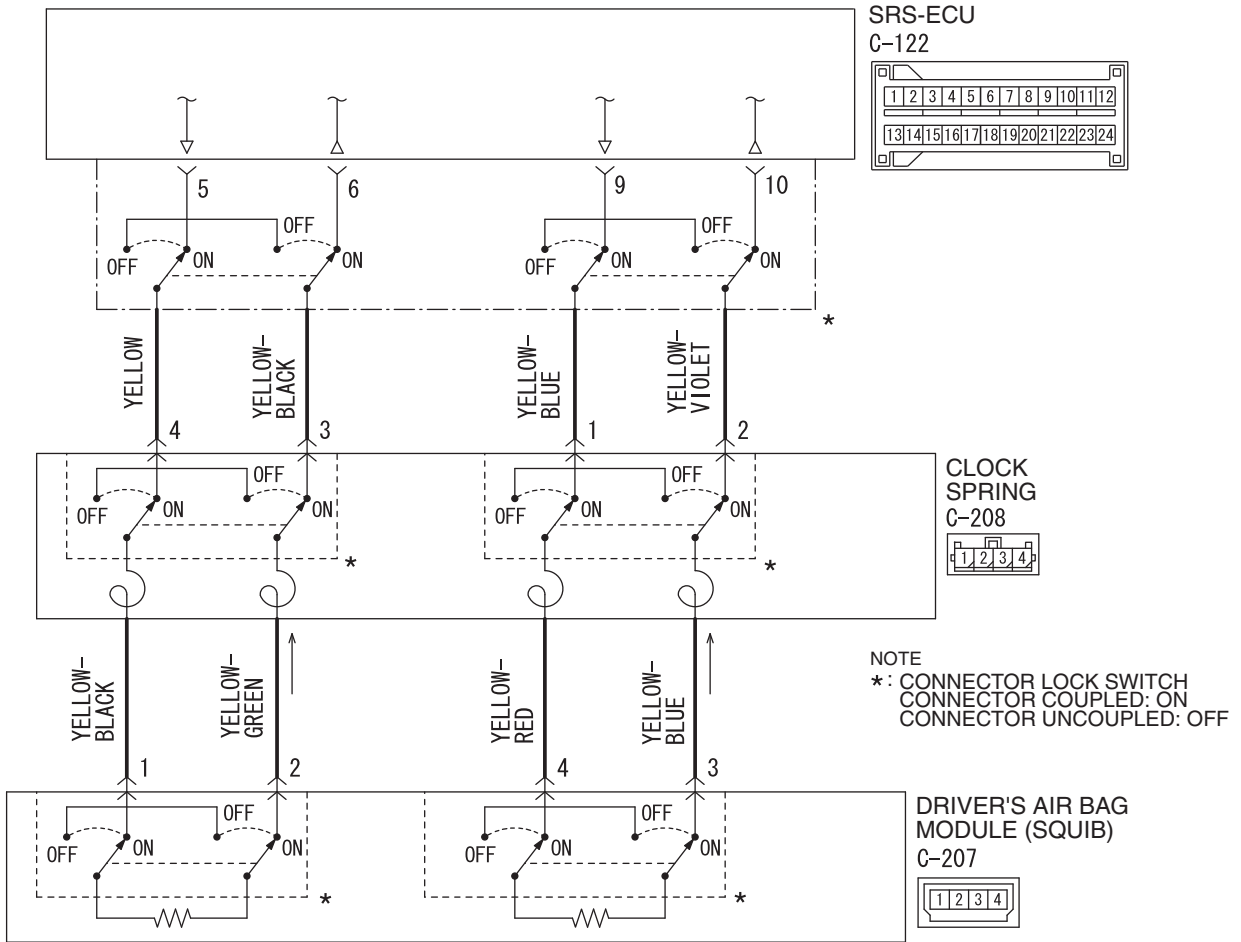 SRS-ECU
C-122
1 2 3 4 5 6 7 8 9 10 11 12
13 14 15 16 17 18 19 20 21 22 23 24
5 6 9 10
OFF OFF
OFF ON ON OFF ON ON
*
YELLOW
YELLOW-
BLACK
YELLOW-
BLUE
YELLOW-
VIOLET
4 3 1 2
CLOCK
SPRING
C-208
1 2 3 4
OFF OFF
OFF ON ON OFF ON ON
* *
YELLOW-
BLACK
YELLOW-
GREEN
YELLOW-
RED
YELLOW-
BLUE
NOTE
*: CONNECTOR LOCK SWITCH
CONNECTOR COUPLED: ON
CONNECTOR UNCOUPLED: OFF
1 2 4 3
DRIVER'S AIR BAG
MODULE (SQUIB)
C-207
1 2 3 4
OFF OFF
OFF ON ON OFF ON ON
* *